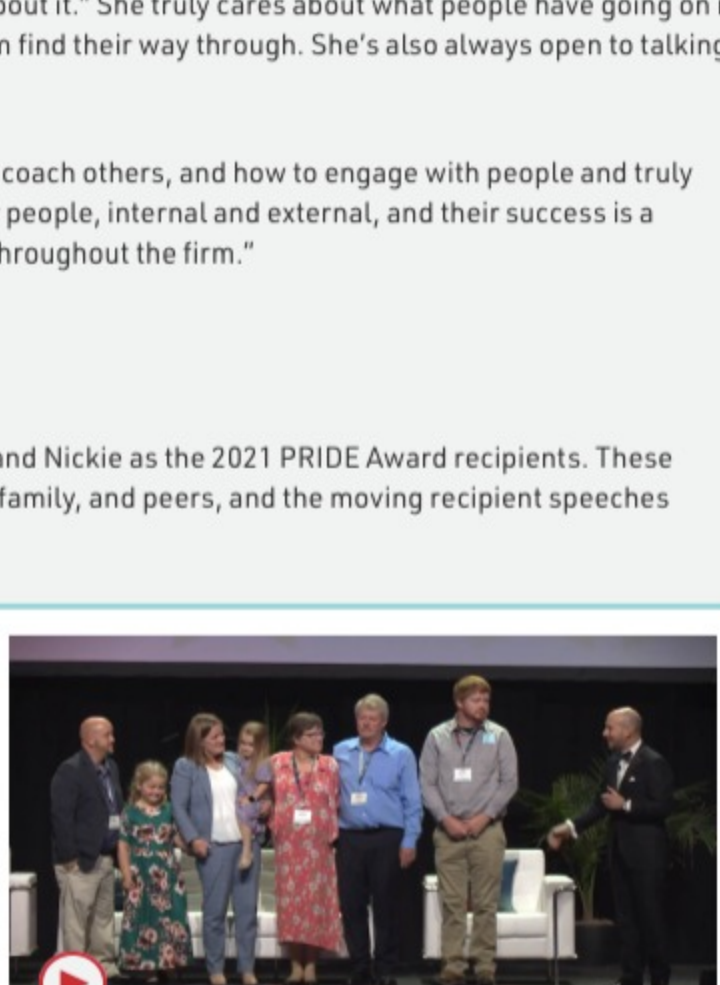 bout it." She truly cares about what people have going on
find their way through. She's also always open to talking
coach others, and how to engage with people and truly
people, internal and external, and their success is a
hroughout the firm."
and Nickie as the 2021 PRIDE Award recipients. These
family, and peers, and the moving recipient speeches